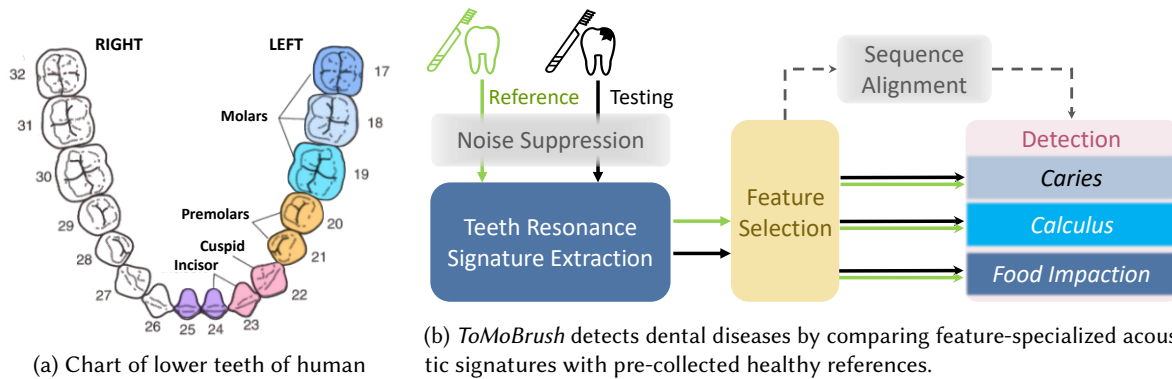 RIGHT
LEFT
32
17
Molars
31
18
30
19
Premolars
29
20
28
Cuspid
21
Incisor
27
22
26
25
24
23
(a) Chart of lower teeth of human
Reference
Testing
Noise Suppression
Teeth Resonance
Signature Extraction
Feature
Selection
Sequence
Alignment
Detection
Caries
Calculus
Food Impaction
(b) ToMoBrush detects dental diseases by comparing feature-specialized acous
tic signatures with pre-collected healthy references.